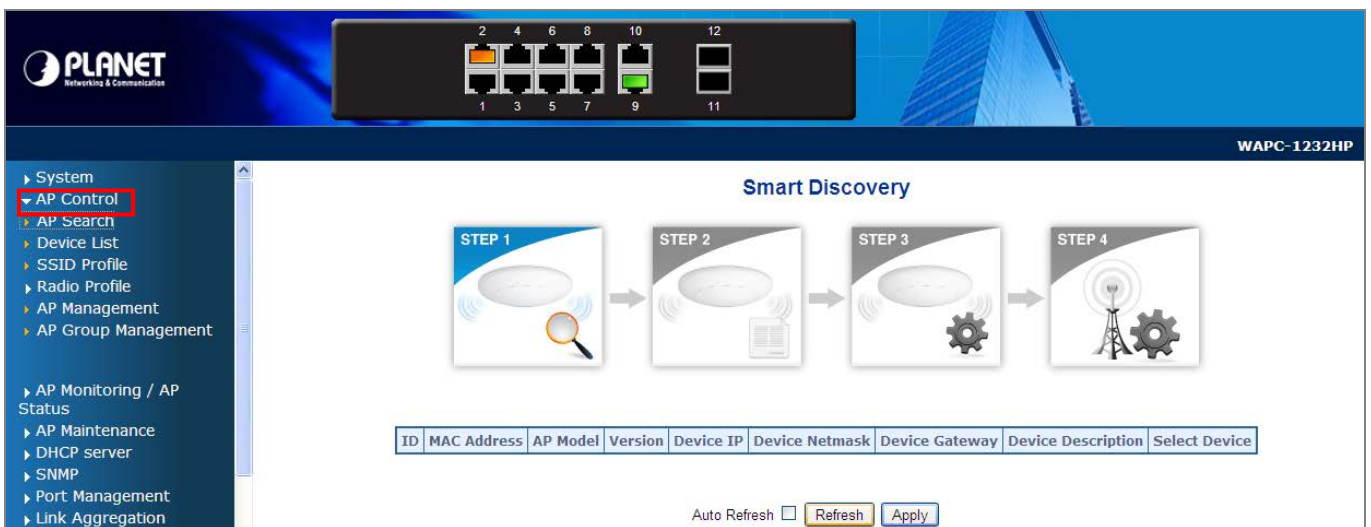 PLANET
Networking & Communication
2 4 6 8 10 12
1 3 5 7 9 11
WAPC-1232HP
System
AP Control
AP Search
Device List
SSID Profile
Radio Profile
AP Management
AP Group Management
AP Monitoring / AP
Status
AP Maintenance
DHCP server
SNMP
Port Management
Link Aggregation
Smart Discovery
STEP 1 STEP 2 STEP 3 STEP 4
ID MAC Address AP Model Version Device IP Device Netmask Device Gateway Device Description Select Device
Auto Refresh Refresh Apply